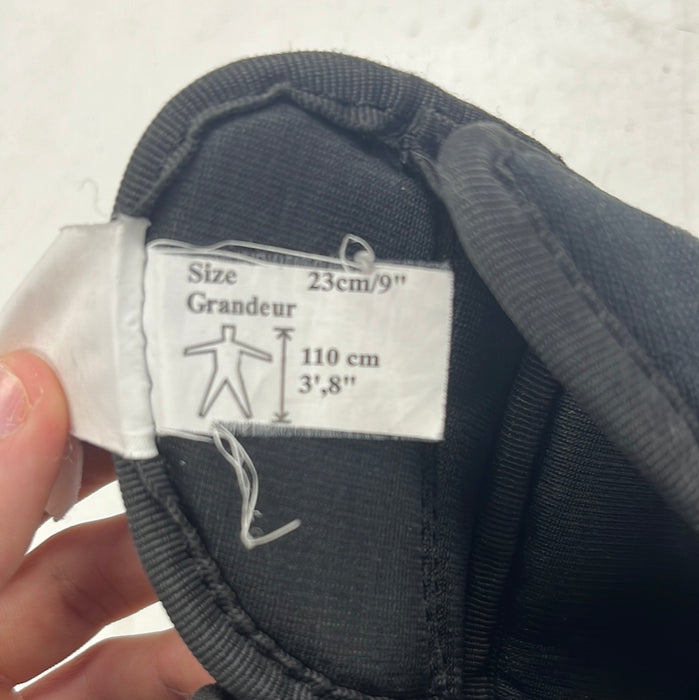 Size 23cm/9"
Grandeur
110 cm
3',8"